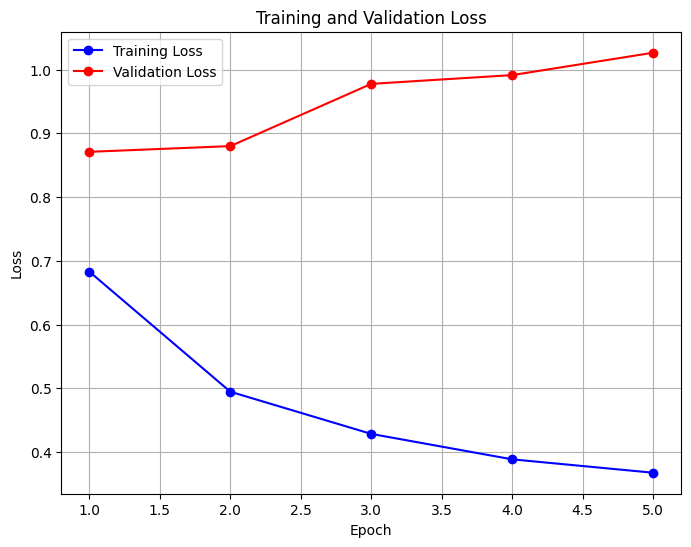 Training and Validation Loss
Training Loss
Validation Loss
1.0
0.9
0.8
0.7
0.6
0.5
0.4
Loss
1.0 1.5 2.0 2.5 3.0 3.5 4.0 4.5 5.0
Epoch